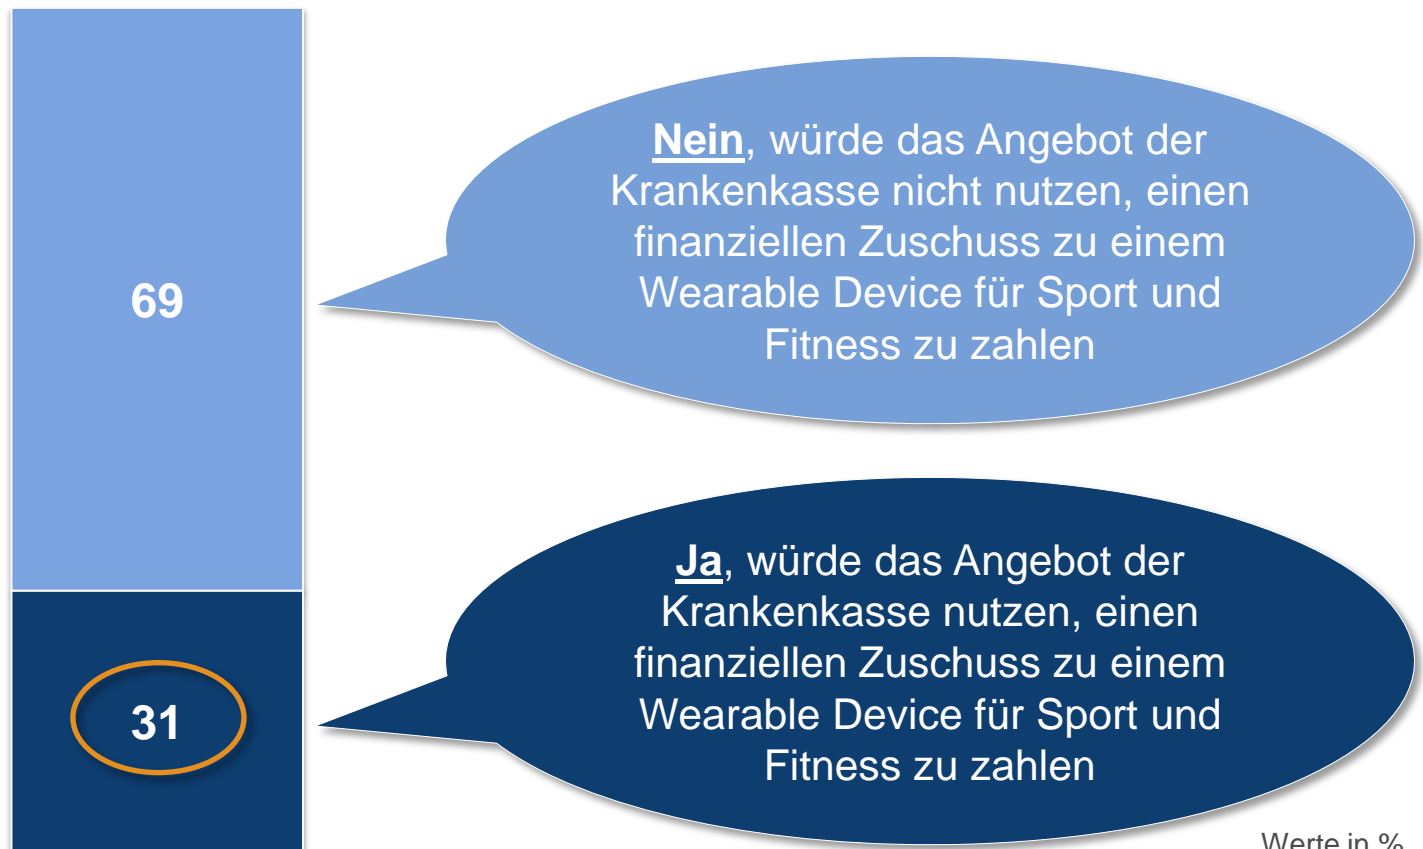 69
Nein, würde das Angebot der
Krankenkasse nicht nutzen, einen
finanziellen Zuschuss zu einem
Wearable Device für Sport und
Fitness zu zahlen
Ja, würde das Angebot der
Krankenkasse nutzen, einen
finanziellen Zuschuss zu einem
Wearable Device für Sport und
Fitness zu zahlen
31
Werte in %